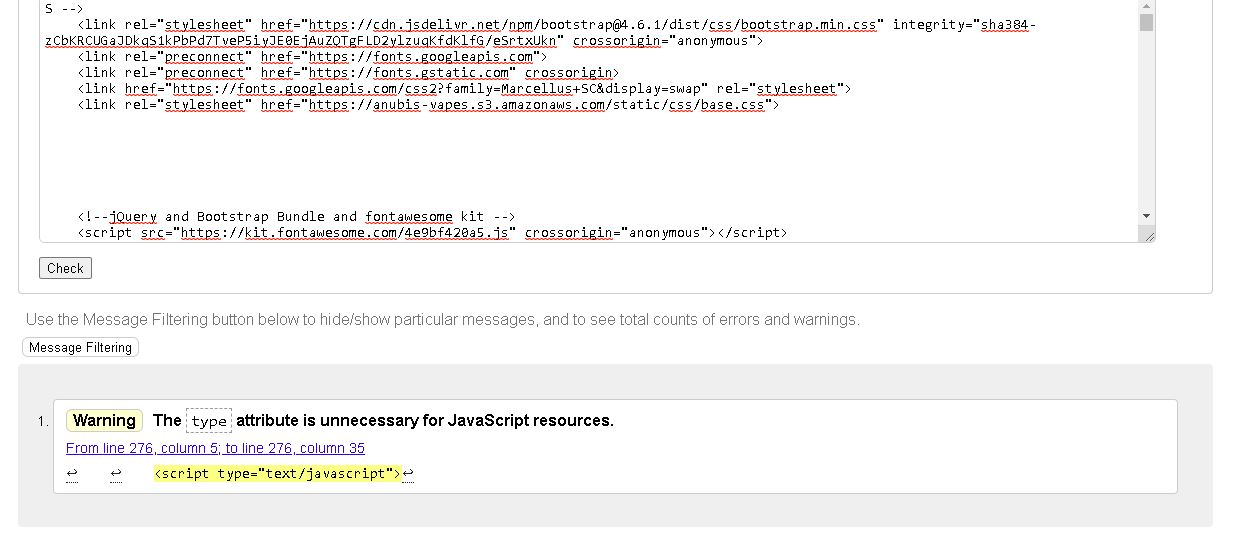 S -->
<link rel="stylesheet" href="https://cdn.jsdelivr.net/npm/bootstrap@4.6.1/dist/css/bootstrap.min.css" integrity="sha384-
zCbKRCUGaJDkqS1kPbPd7TveP5iyJE0EjAuZQTgFLD2ylzuqKfdKlfG/eSrtxUkn" crossorigin="anonymous">
<link rel="preconnect" href="https://fonts.googleapis.com">
<link rel="preconnect" href="https://fonts.gstatic.com" crossorigin>
<link href="https://fonts.googleapis.com/css2?family=Marcellus+SC&display=swap" rel="stylesheet">
<link rel="stylesheet" href="https://anubis-vapes.s3.amazonaws.com/static/css/base.css">
<!--jQuery and Bootstrap Bundle and fontawesome kit -->
<script src="https://kit.fontawesome.com/4e9bf420a5.js" crossorigin="anonymous"></script>
Check
Use the Message Filtering button below to hide/show particular messages, and to see total counts of errors and warnings.
Message Filtering
1. Warning The type attribute is unnecessary for JavaScript resources.
From line 276, column 5; to line 276, column 35
↩ ↩ <script type="text/javascript">↩